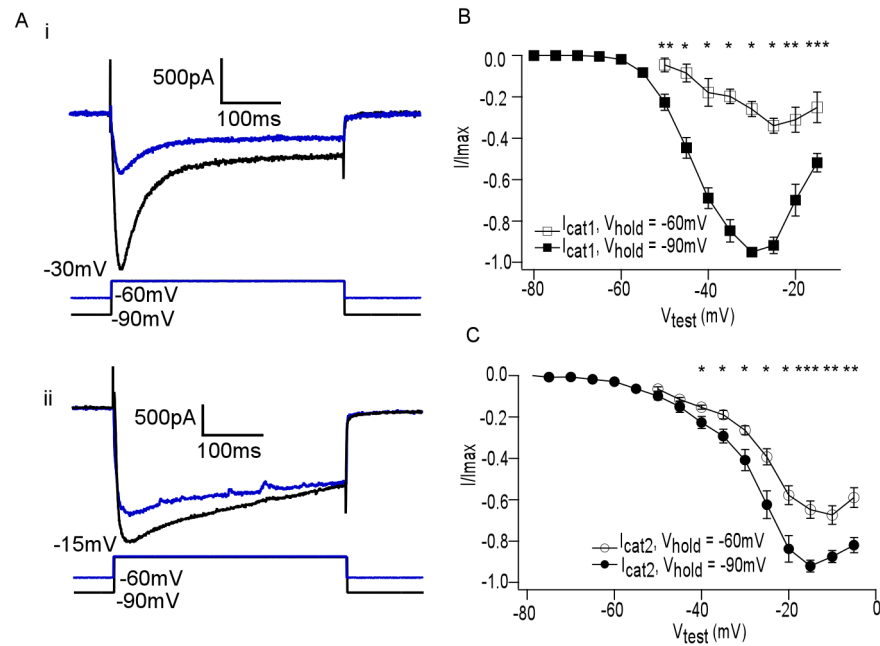 A
i
500pA
100ms
-30mV
-60mV
-90mV
ii
500pA
100ms
-15mV
-60mV
-90mV
B
** * * * * * ** ***
0.0
-0.2
-0.4
-0.6
-0.8
-1.0
I/Imax
Icat1, Vhold = -60mV
Icat1, Vhold = -90mV
-80 -60 -40 -20
Vtest (mV)
C
* * * * * *** ** **
0.0
-0.2
-0.4
-0.6
-0.8
-1.0
I/Imax
Icat2, Vhold = -60mV
Icat2, Vhold = -90mV
-80 -60 -40 -20 0
Vtest (mV)